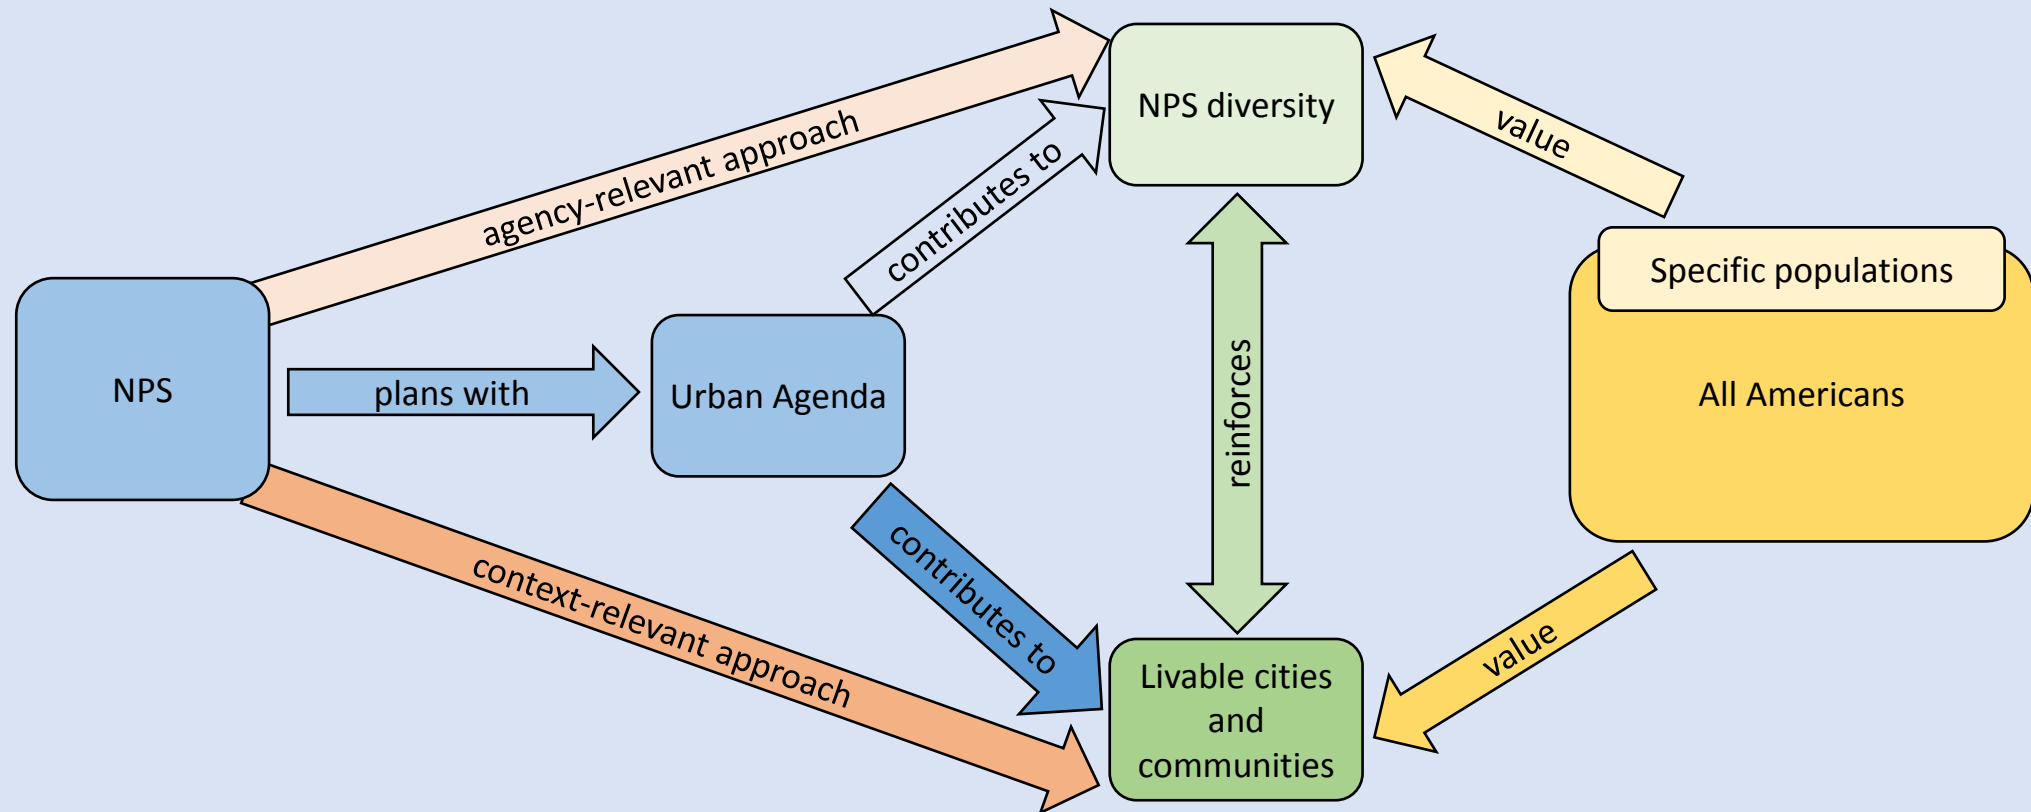 agency-relevant approach
NPS diversity
value
contributes to
Specific populations
NPS
plans with
Urban Agenda
reinforces
All Americans
context-relevant approach
contributes to
value
Livable cities
and
communities